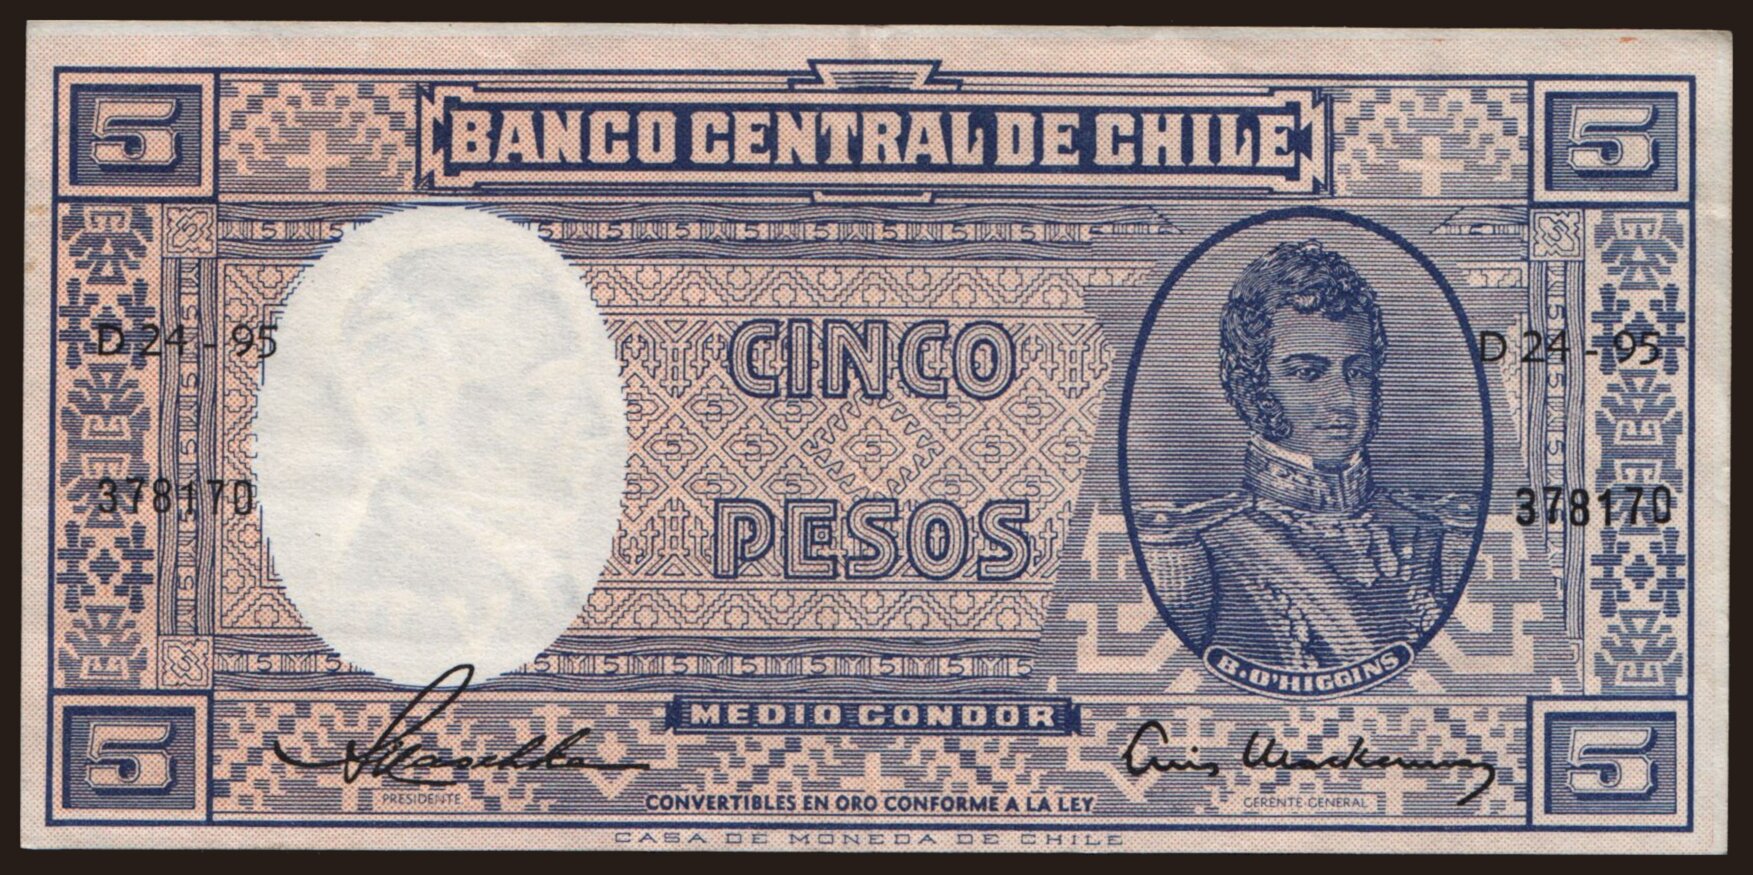 5 BANCO CENTRAL DE CHILE 5
D 24 - 95 CINCO D 24 - 95
378170 PESOS 378170
B. O'HIGGINS
5 MEDIO CONDOR 5
PRESIDENTE CONVERTIBLES EN ORO CONFORME A LA LEY GERENTE GENERAL
CASA DE MONEDA DE CHILE